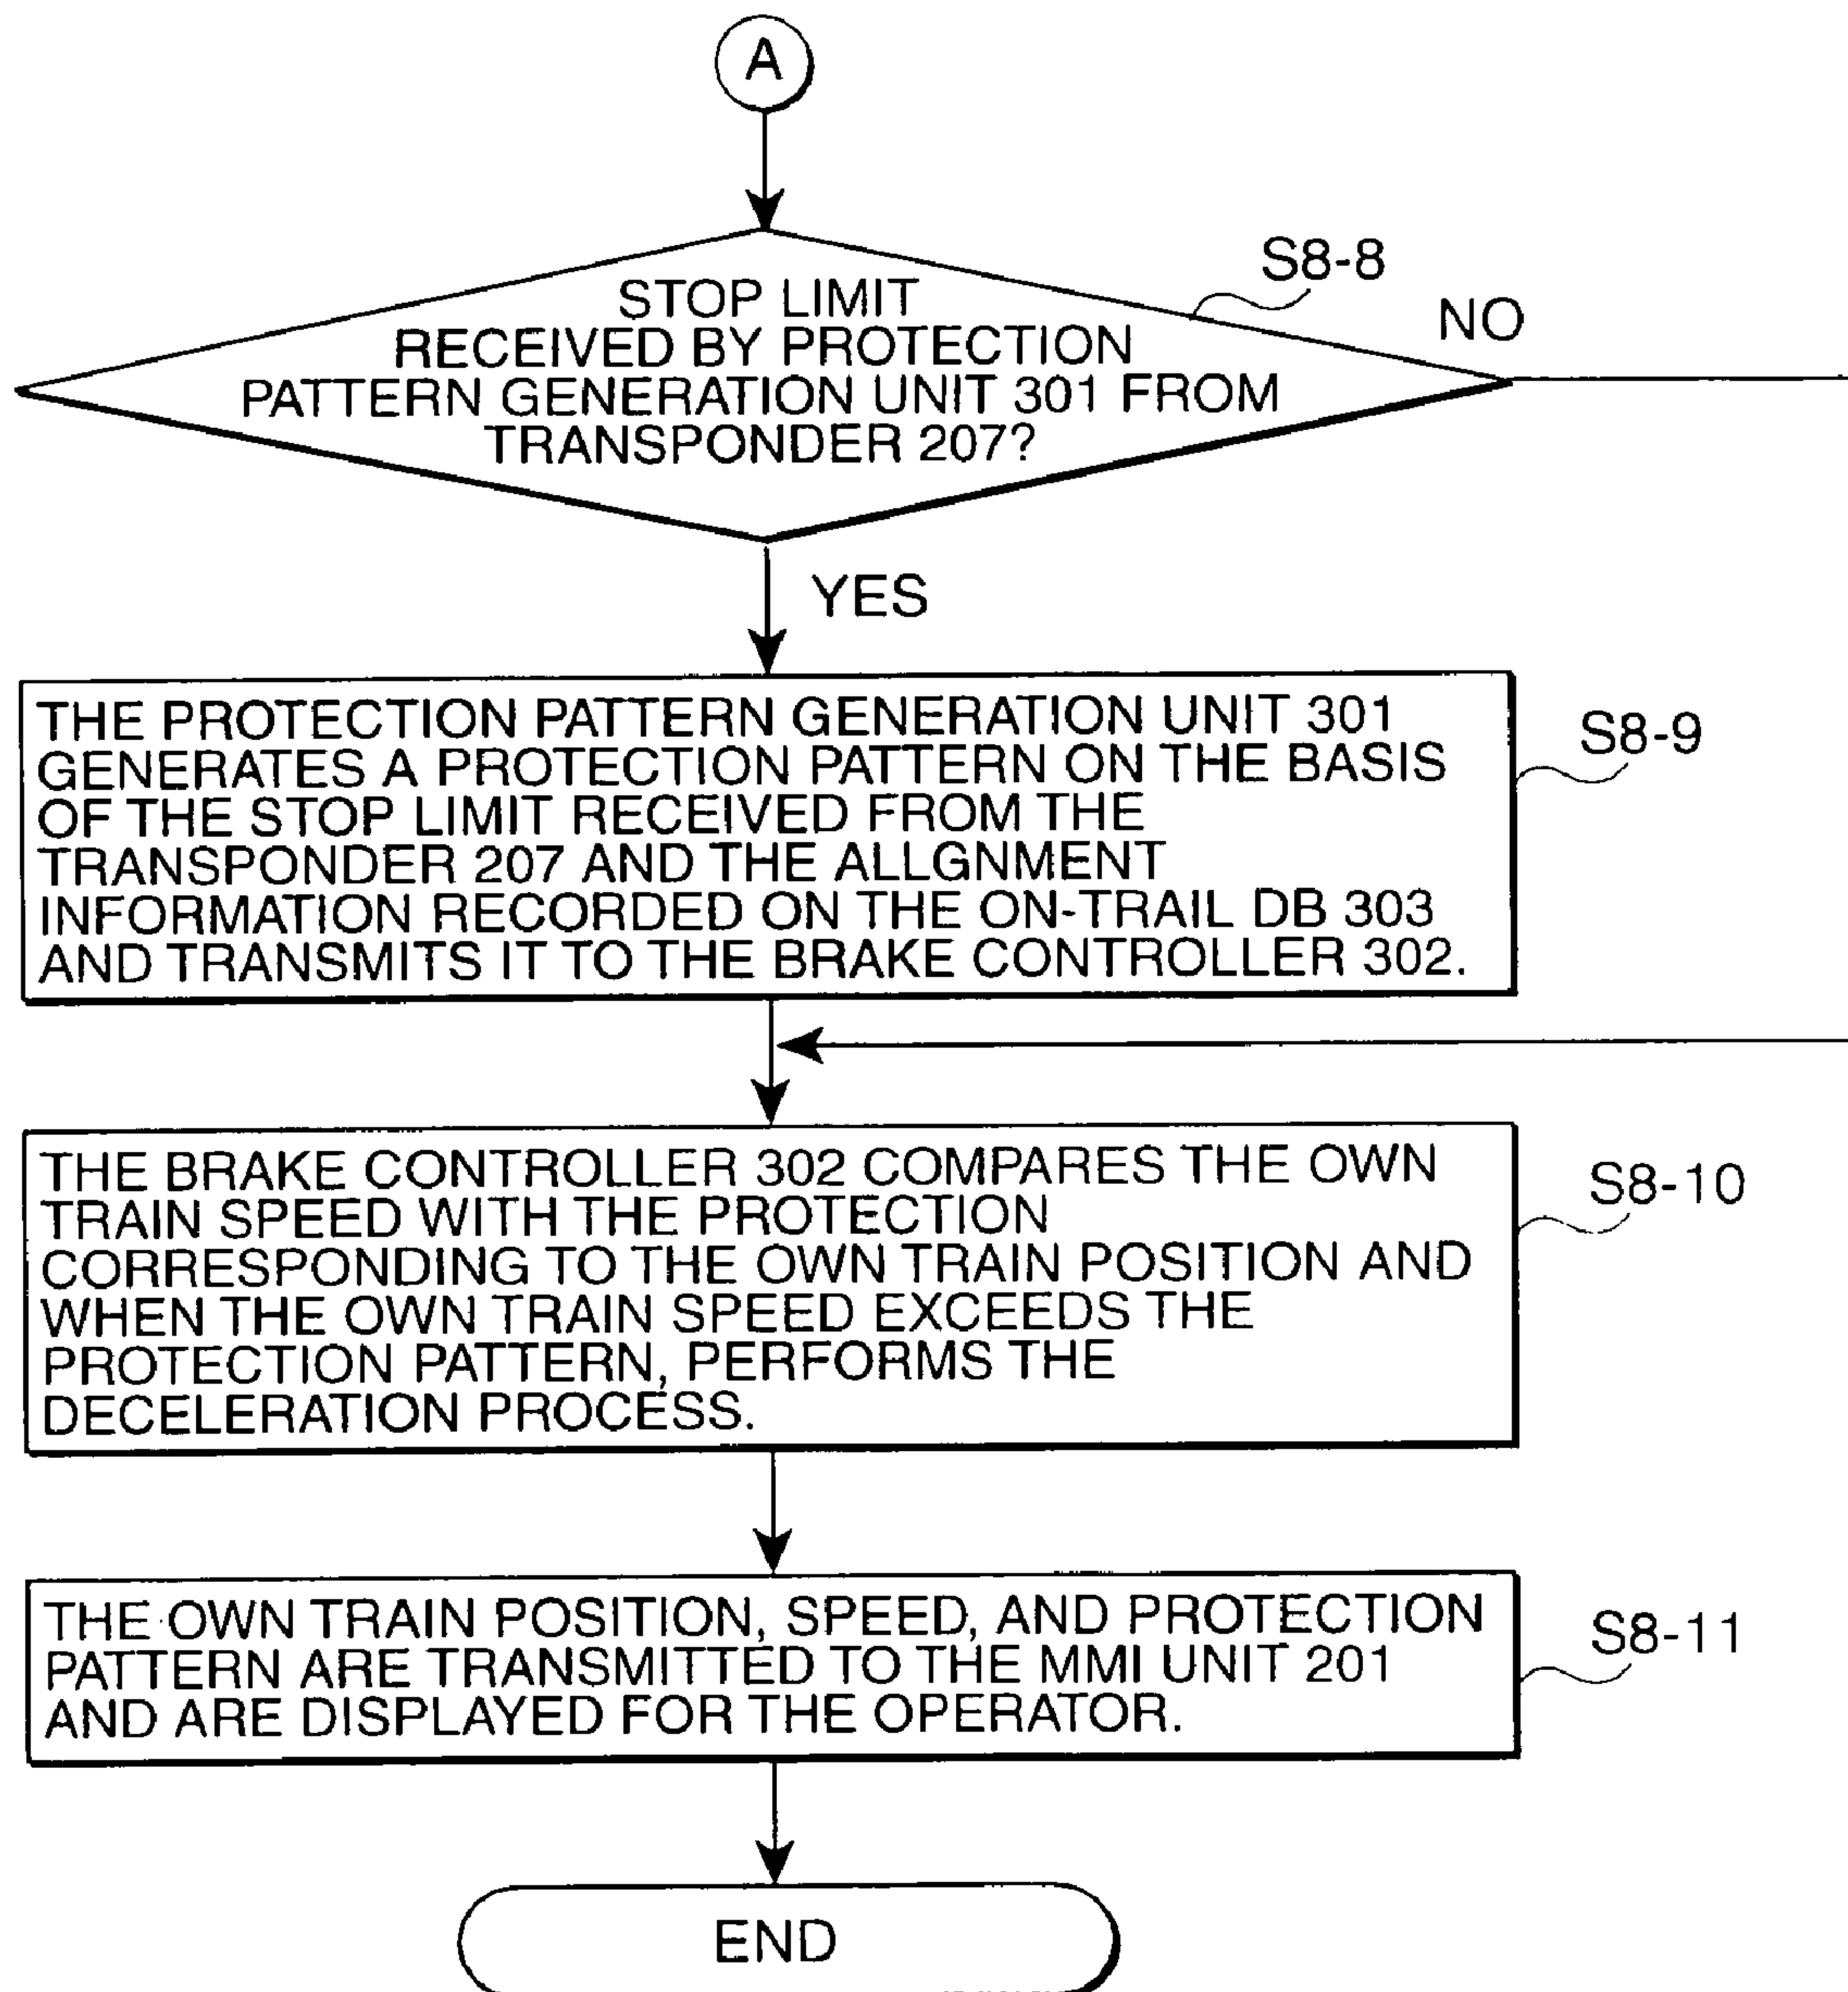 A
S8-8
STOP LIMIT
RECEIVED BY PROTECTION
PATTERN GENERATION UNIT 301 FROM
TRANSPONDER 207?
NO
YES
THE PROTECTION PATTERN GENERATION UNIT 301
GENERATES A PROTECTION PATTERN ON THE BASIS
OF THE STOP LIMIT RECEIVED FROM THE
TRANSPONDER 207 AND THE ALLGNMENT
INFORMATION RECORDED ON THE ON-TRAIL DB 303
AND TRANSMITS IT TO THE BRAKE CONTROLLER 302.
S8-9
THE BRAKE CONTROLLER 302 COMPARES THE OWN
TRAIN SPEED WITH THE PROTECTION
CORRESPONDING TO THE OWN TRAIN POSITION AND
WHEN THE OWN TRAIN SPEED EXCEEDS THE
PROTECTION PATTERN, PERFORMS THE
DECELERATION PROCESS.
S8-10
THE OWN TRAIN POSITION, SPEED, AND PROTECTION
PATTERN ARE TRANSMITTED TO THE MMI UNIT 201
AND ARE DISPLAYED FOR THE OPERATOR.
S8-11
END